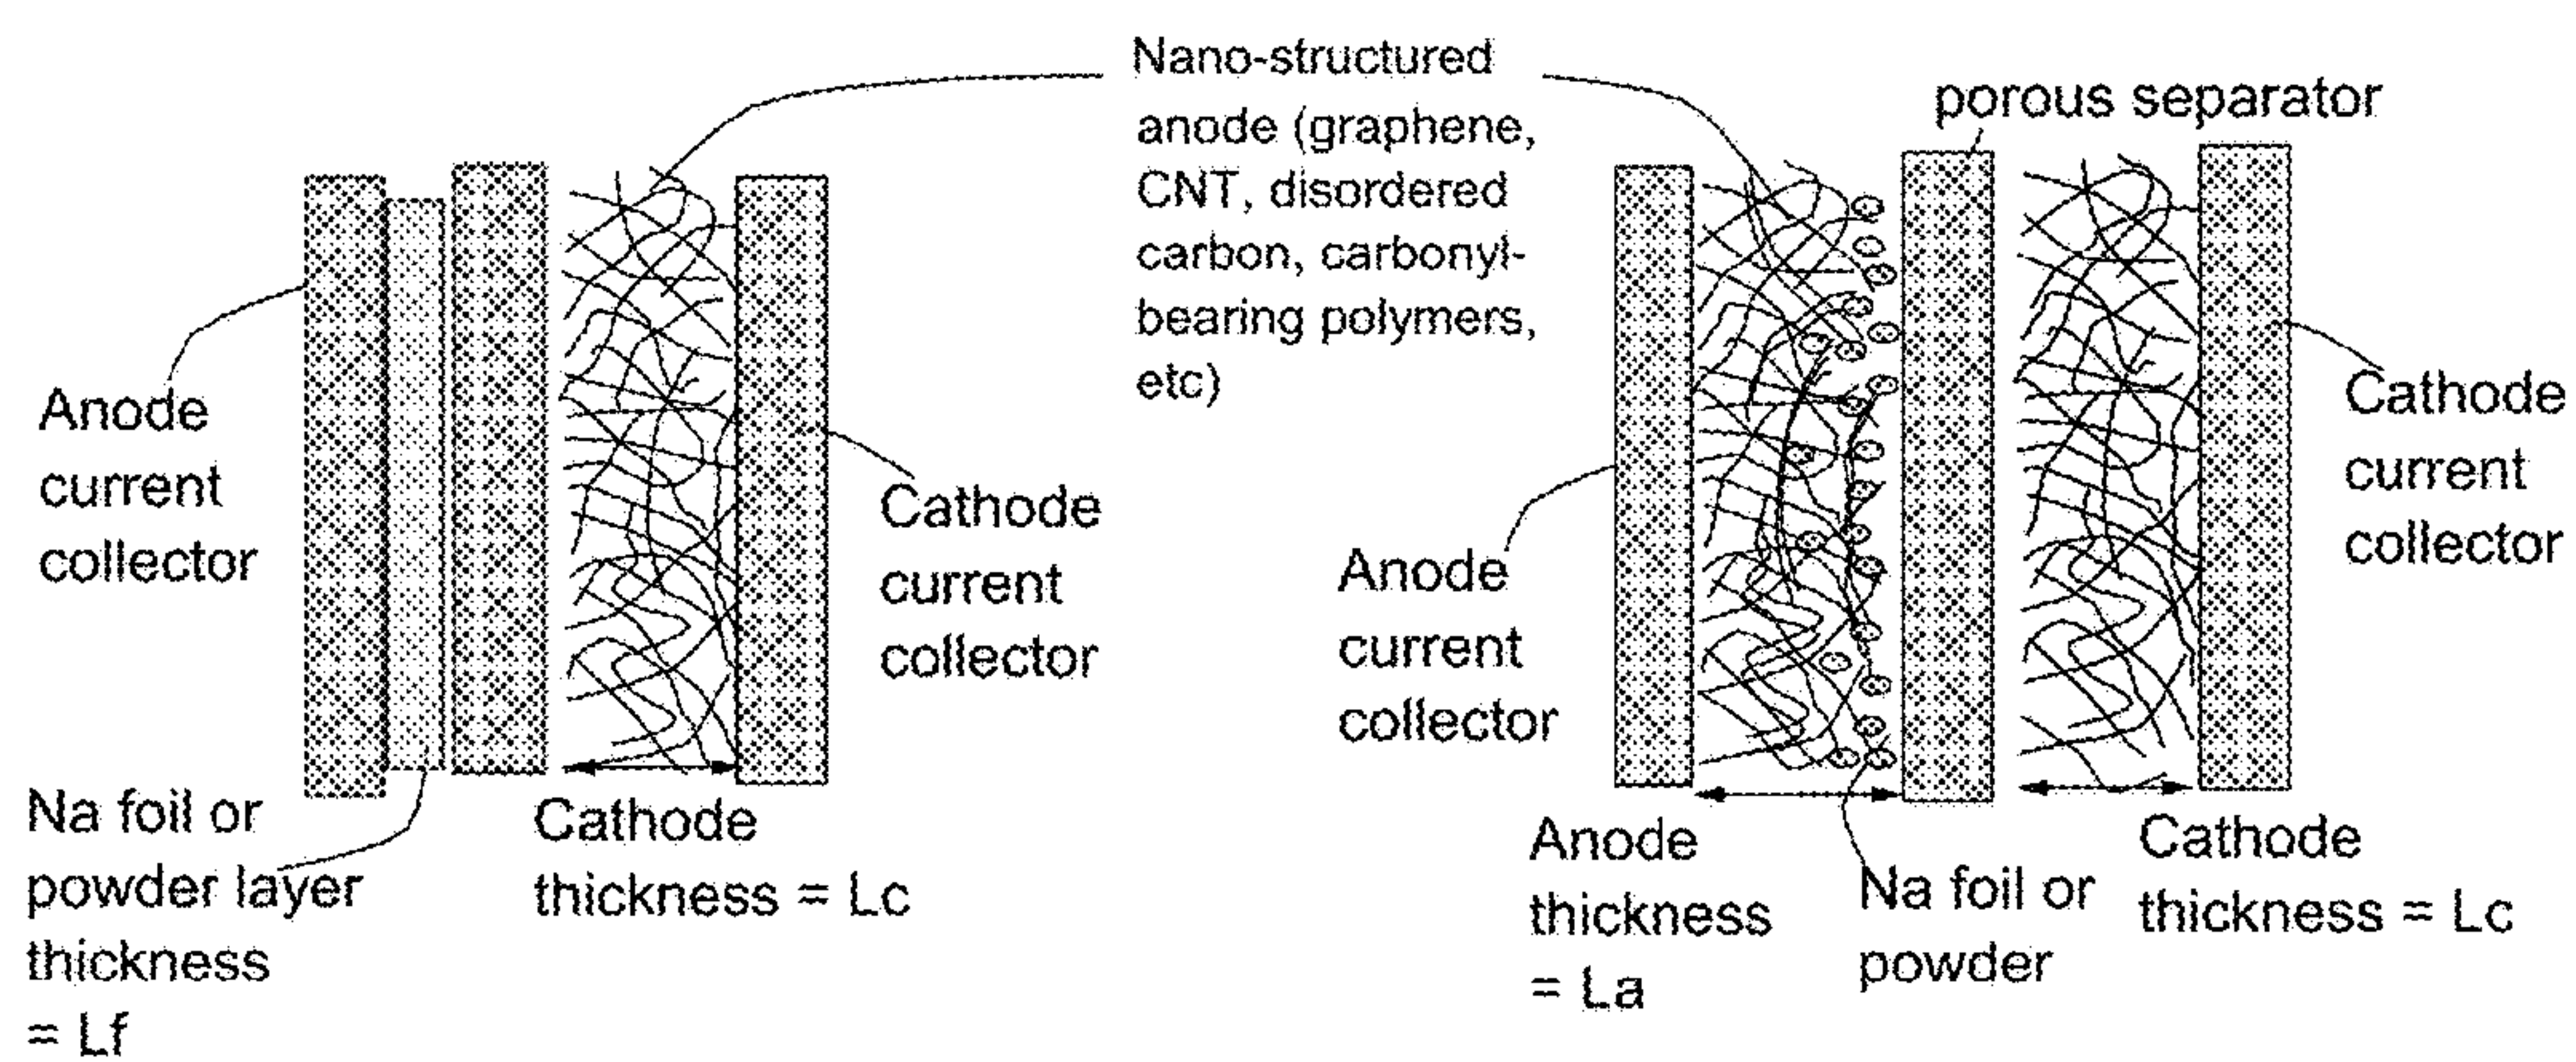 Nano-structured
anode (graphene,
CNT, disordered
carbon, carbonyl-
bearing polymers,
etc)
porous separator
Anode
current
collector
Cathode
current
collector
Na foil or
powder layer
thickness
= Lf
Cathode
thickness = Lc
Anode
current
collector
Cathode
current
collector
Anode
thickness
= La
Na foil or
powder
Cathode
thickness = Lc